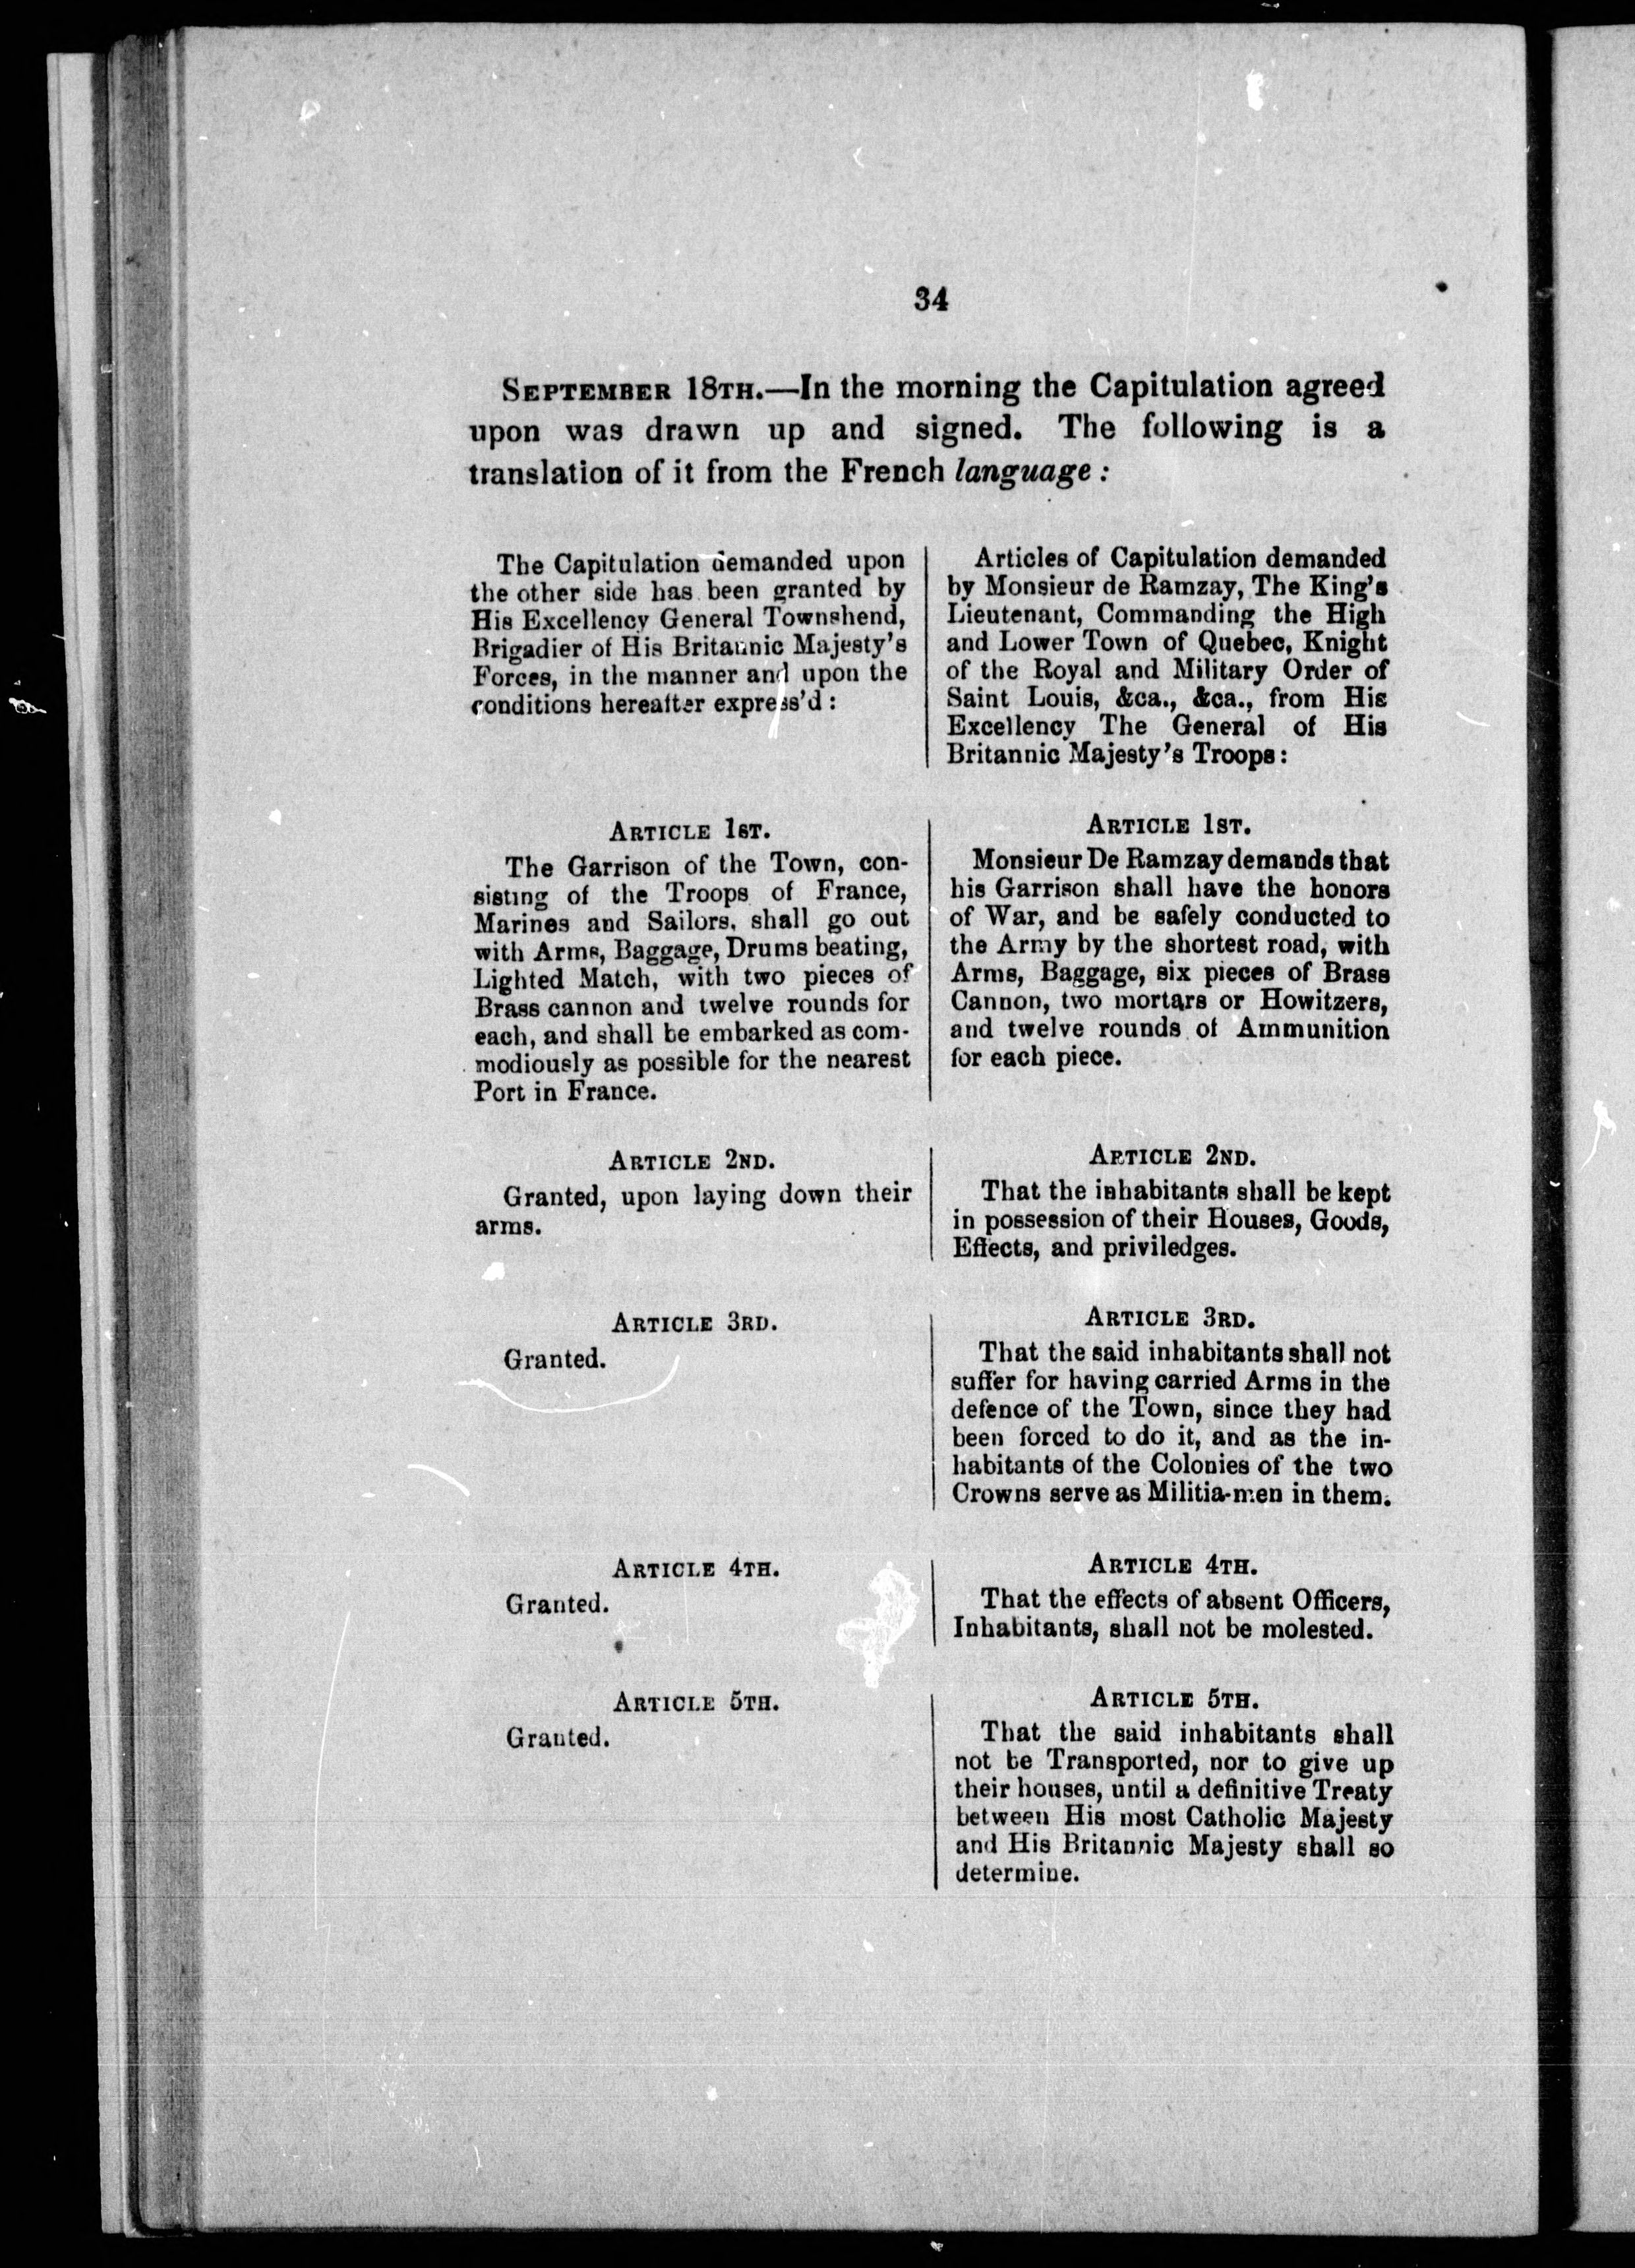 34
SEPTEMBER 18TH.—In the morning the Capitulation agreed
upon was drawn up and signed. The following is a
translation of it from the French language :
The Capitulation demanded upon
the other side has been granted by
His Excellency General Townshend,
Brigadier of His Britannic Majesty's
Forces, in the manner and upon the
conditions hereafter express'd :
Articles of Capitulation demanded
by Monsieur de Ramzay, The King's
Lieutenant, Commanding the High
and Lower Town of Quebec, Knight
of the Royal and Military Order of
Saint Louis, &ca., &ca., from His
Excellency The General of His
Britannic Majesty's Troops :
ARTICLE 1ST.
The Garrison of the Town, con-
sisting of the Troops of France,
Marines and Sailors, shall go out
with Arms, Baggage, Drums beating,
Lighted Match, with two pieces of
Brass cannon and twelve rounds for
each, and shall be embarked as com-
modiously as possible for the nearest
Port in France.
ARTICLE 1ST.
Monsieur De Ramzay demands that
his Garrison shall have the honors
of War, and be safely conducted to
the Army by the shortest road, with
Arms, Baggage, six pieces of Brass
Cannon, two mortars or Howitzers,
and twelve rounds of Ammunition
for each piece.
ARTICLE 2ND.
Granted, upon laying down their
arms.
ARTICLE 2ND.
That the inhabitants shall be kept
in possession of their Houses, Goods,
Effects, and priviledges.
ARTICLE 3RD.
Granted.
ARTICLE 3RD.
That the said inhabitants shall not
suffer for having carried Arms in the
defence of the Town, since they had
been forced to do it, and as the in-
habitants of the Colonies of the two
Crowns serve as Militia-men in them.
ARTICLE 4TH.
Granted.
ARTICLE 4TH.
That the effects of absent Officers,
Inhabitants, shall not be molested.
ARTICLE 5TH.
Granted.
ARTICLE 5TH.
That the said inhabitants shall
not be Transported, nor to give up
their houses, until a definitive Treaty
between His most Catholic Majesty
and His Britannic Majesty shall so
determine.